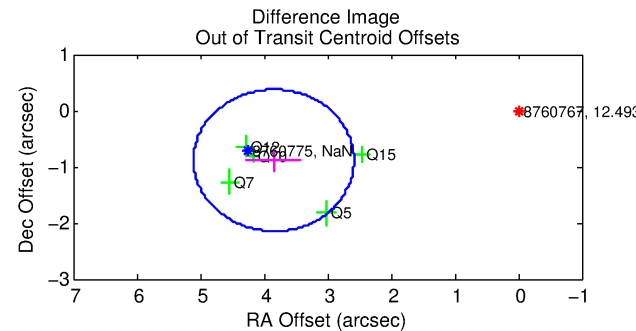 Difference Image
Out of Transit Centroid Offsets
1
0
8760767, 12.493
Q12
8760775, NaN
Q15
−1
Q7
Dec Offset (arcsec)
Q5
−2
−3
7 6 5 4 3 2 1 0 −1
RA Offset (arcsec)